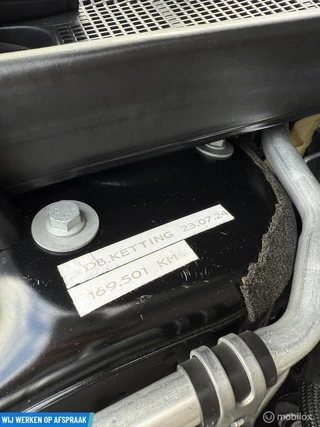 DB.KETTING 23.07.24
169.501 KM
WIJ WERKEN OP AFSPRAAK
mobilox